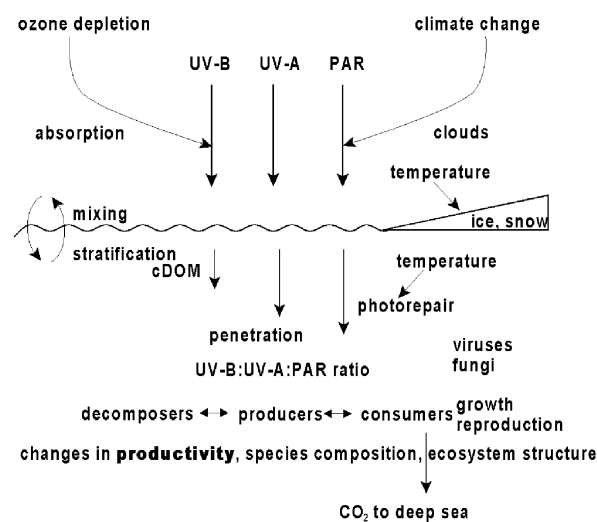 ozone depletion
climate change
UV-B UV-A PAR
absorption
clouds
temperature
mixing
ice, snow
stratification
cDOM
temperature
photorepair
penetration
viruses
fungi
UV-B:UV-A:PAR ratio
decomposers producers consumers
growth
reproduction
changes in productivity, species composition, ecosystem structure
CO₂ to deep sea